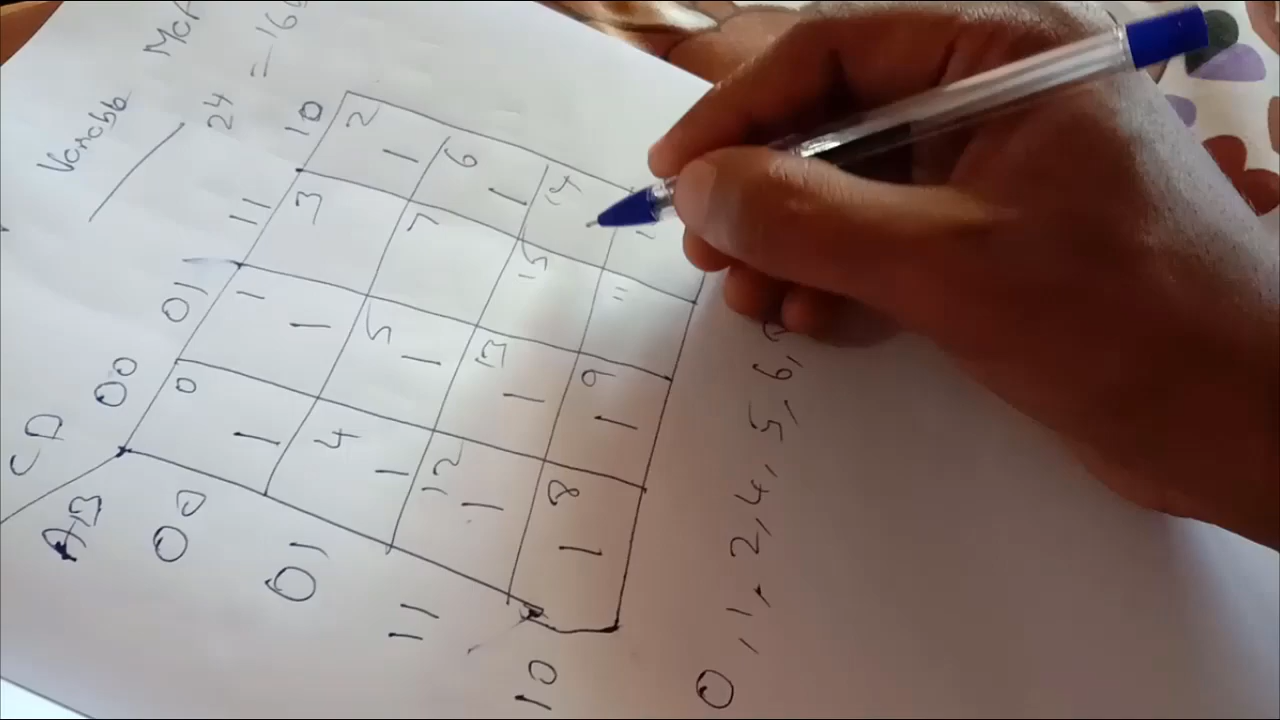 24 = 16
CD 00 01 11 10
AB
00 0 1 1 1 3 2 1
01 4 1 5 1 7 6 1
11 12 1 13 1 15 14
10 8 1 9 1 11
0, 1, 2, 4, 5, 6,